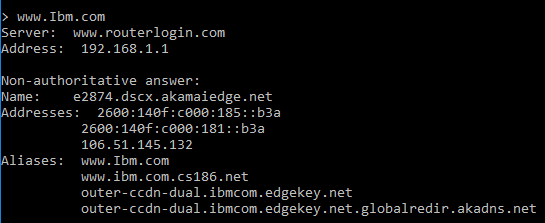 > www.Ibm.com
Server:  www.routerlogin.com
Address:  192.168.1.1
Non-authoritative answer:
Name:    e2874.dscx.akamaiedge.net
Addresses:  2600:140f:c000:185::b3a
2600:140f:c000:181::b3a
106.51.145.132
Aliases:  www.Ibm.com
www.ibm.com.cs186.net
outer-ccdn-dual.ibmcom.edgekey.net
outer-ccdn-dual.ibmcom.edgekey.net.globalredir.akadns.net